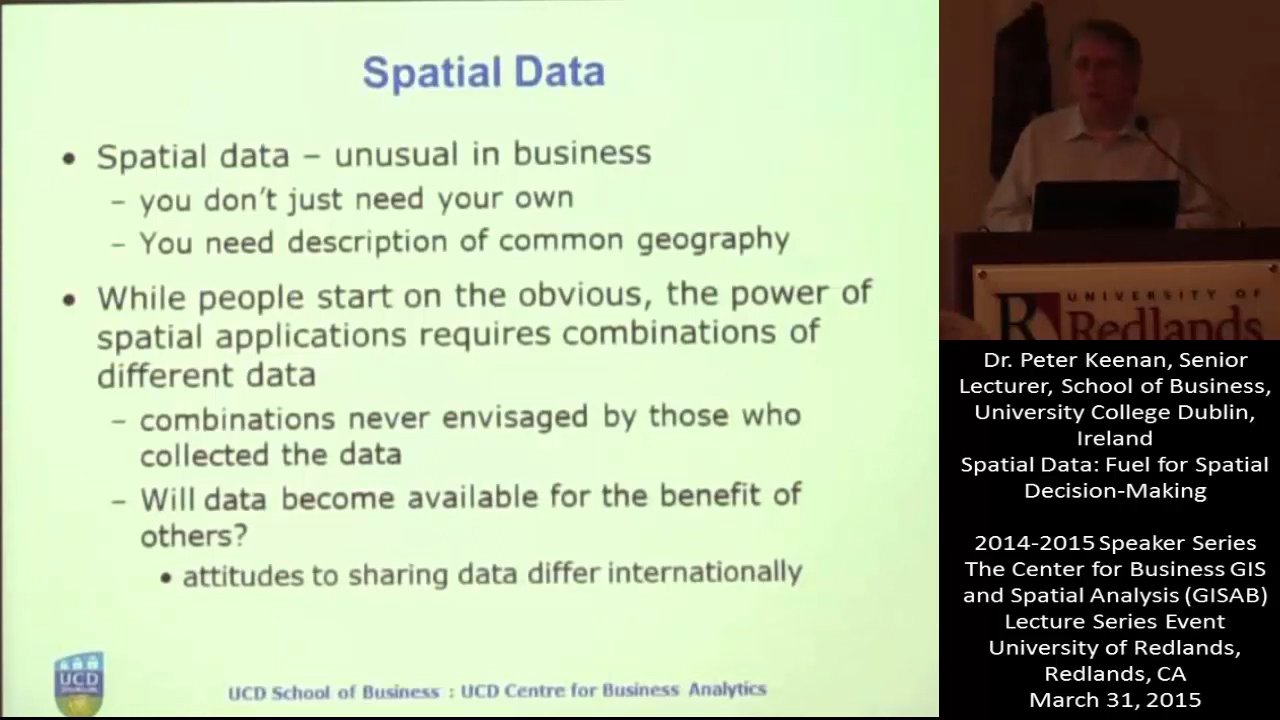 Spatial Data
• Spatial data – unusual in business
– you don't just need your own
– You need description of common geography
• While people start on the obvious, the power of
spatial applications requires combinations of
different data
– combinations never envisaged by those who
collected the data
– Will data become available for the benefit of
others?
• attitudes to sharing data differ internationally
UCD
UCD School of Business : UCD Centre for Business Analytics
R
UNIVERSITY OF
Redlands
Dr. Peter Keenan, Senior
Lecturer, School of Business,
University College Dublin,
Ireland
Spatial Data: Fuel for Spatial
Decision-Making
2014-2015 Speaker Series
The Center for Business GIS
and Spatial Analysis (GISAB)
Lecture Series Event
University of Redlands,
Redlands, CA
March 31, 2015